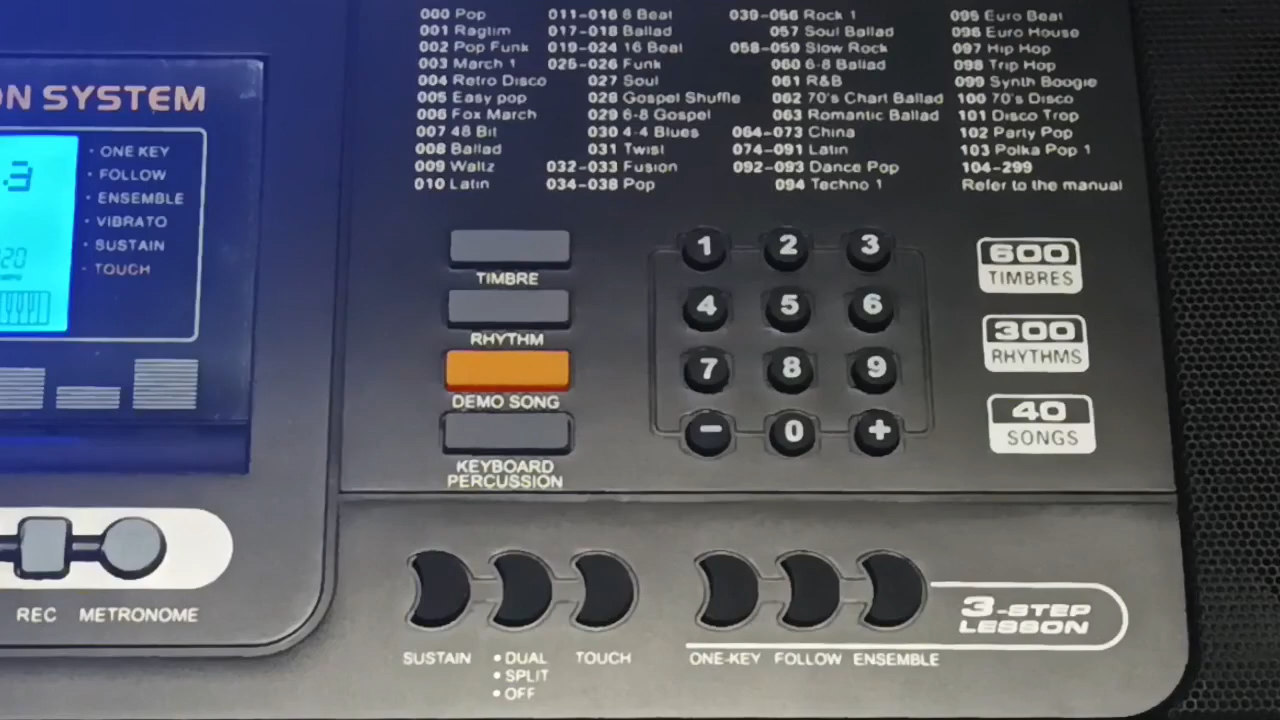 000 Pop
001 Ragtim
002 Pop Funk
003 March 1
004 Retro Disco
005 Easy pop
006 Fox March
007 48 Bit
008 Ballad
009 Waltz
010 Latin
011-016 8 Beat
017-018 Ballad
019-024 16 Beat
025-026 Funk
027 Soul
028 Gospel Shuffle
029 6-8 Gospel
030 4-4 Blues
031 Twist
032-033 Fusion
034-038 Pop
039-056 Rock 1
057 Soul Ballad
058-059 Slow Rock
060 6-8 Ballad
061 R&B
062 70's Chart Ballad
063 Romantic Ballad
064-073 China
074-091 Latin
092-093 Dance Pop
094 Techno 1
095 Euro Beat
096 Euro House
097 Hip Hop
098 Trip Hop
099 Synth Boogie
100 70's Disco
101 Disco Trop
102 Party Pop
103 Polka Pop 1
104-299
Refer to the manual
ON SYSTEM
• ONE KEY
• FOLLOW
• ENSEMBLE
• VIBRATO
• SUSTAIN
• TOUCH
TIMBRE
RHYTHM
DEMO SONG
KEYBOARD
PERCUSSION
1 2 3
4 5 6
7 8 9
- 0 +
600
TIMBRES
300
RHYTHMS
40
SONGS
REC METRONOME
SUSTAIN
• DUAL
• SPLIT
• OFF
TOUCH
ONE-KEY FOLLOW ENSEMBLE
3-STEP
LESSON